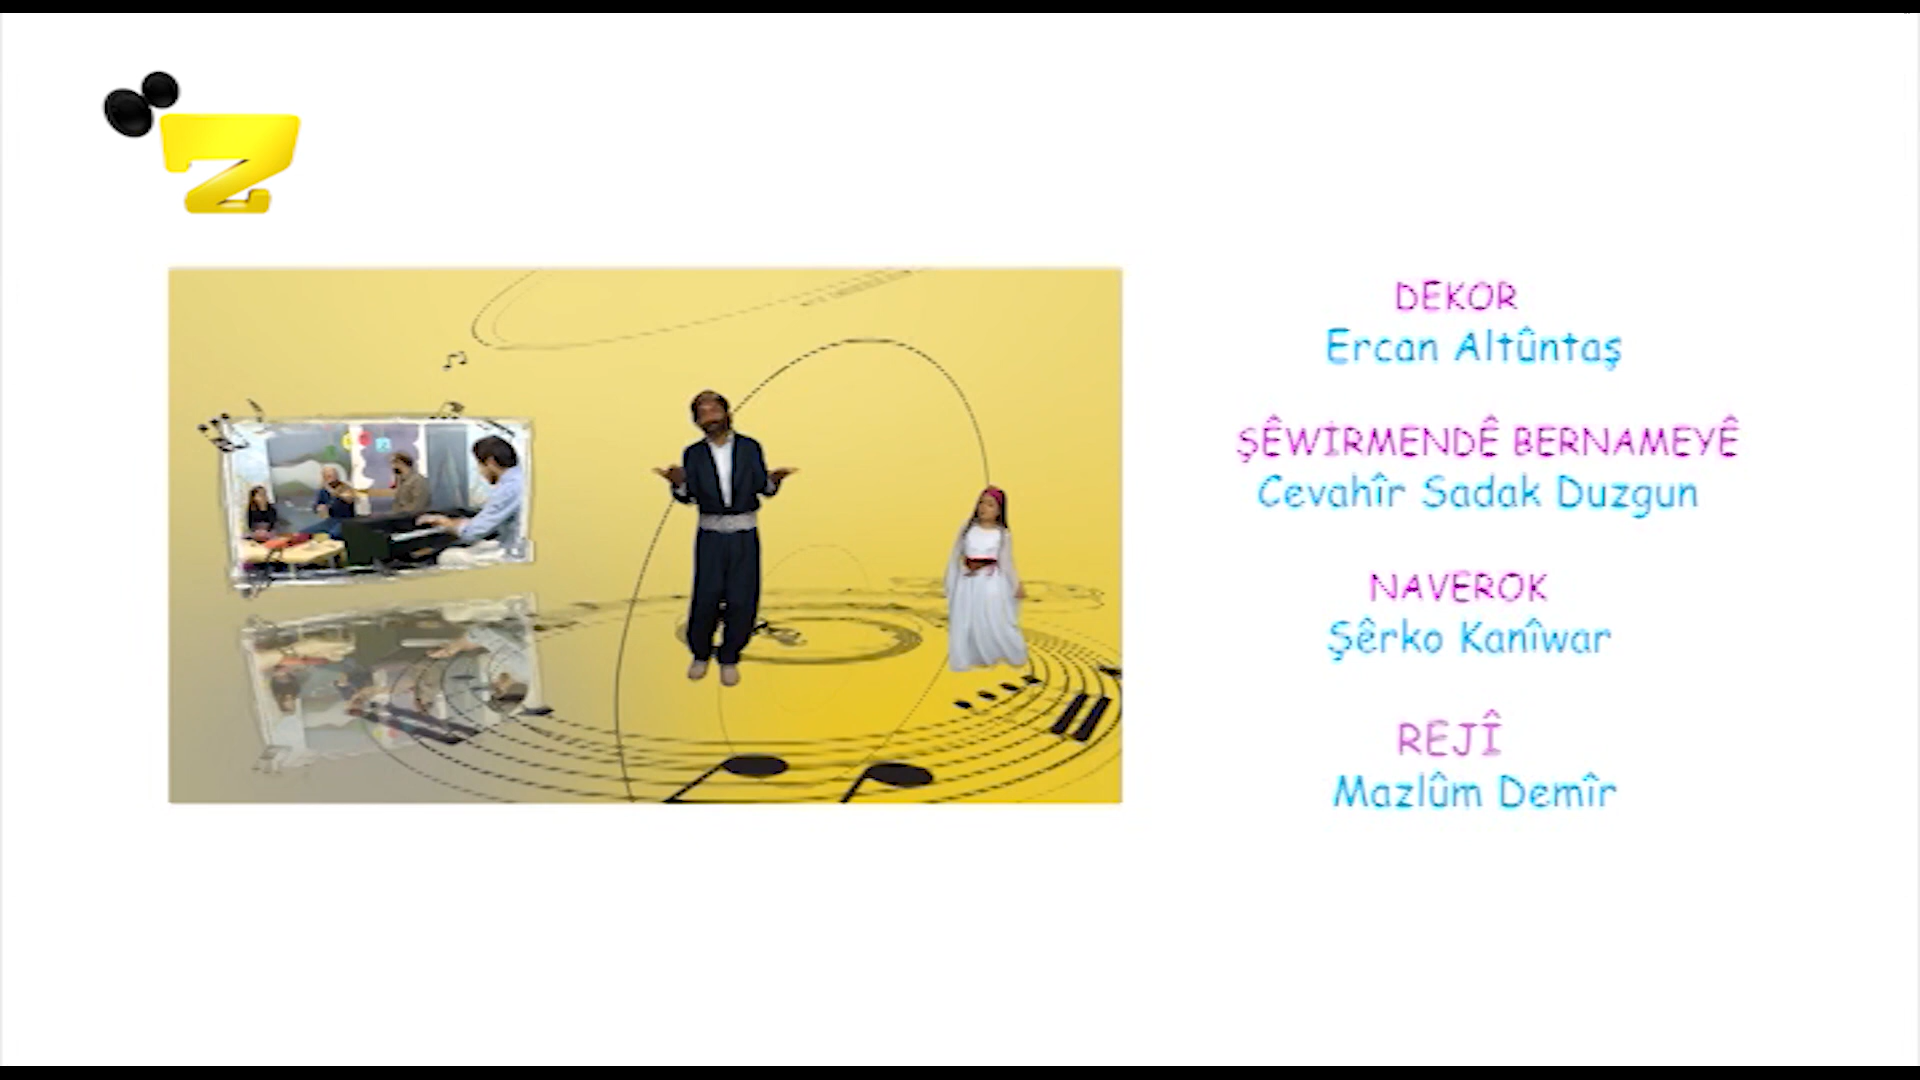 Z
DEKOR
Ercan Altûntaş
ŞÊWİRMENDÊ BERNAMEYÊ
Cevahîr Sadak Duzgun
NAVEROK
Şêrko Kanîwar
REJÎ
Mazlûm Demîr